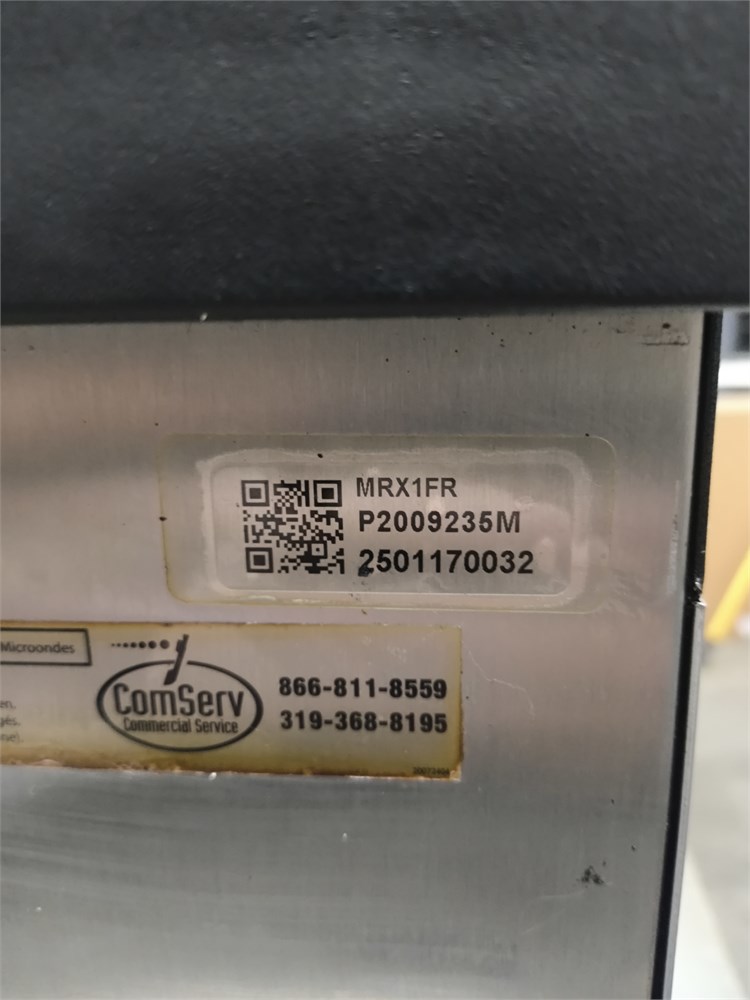 MRX1FR
P2009235M
2501170032
Microondes
ComServ
Commercial Service
866-811-8559
319-368-8195